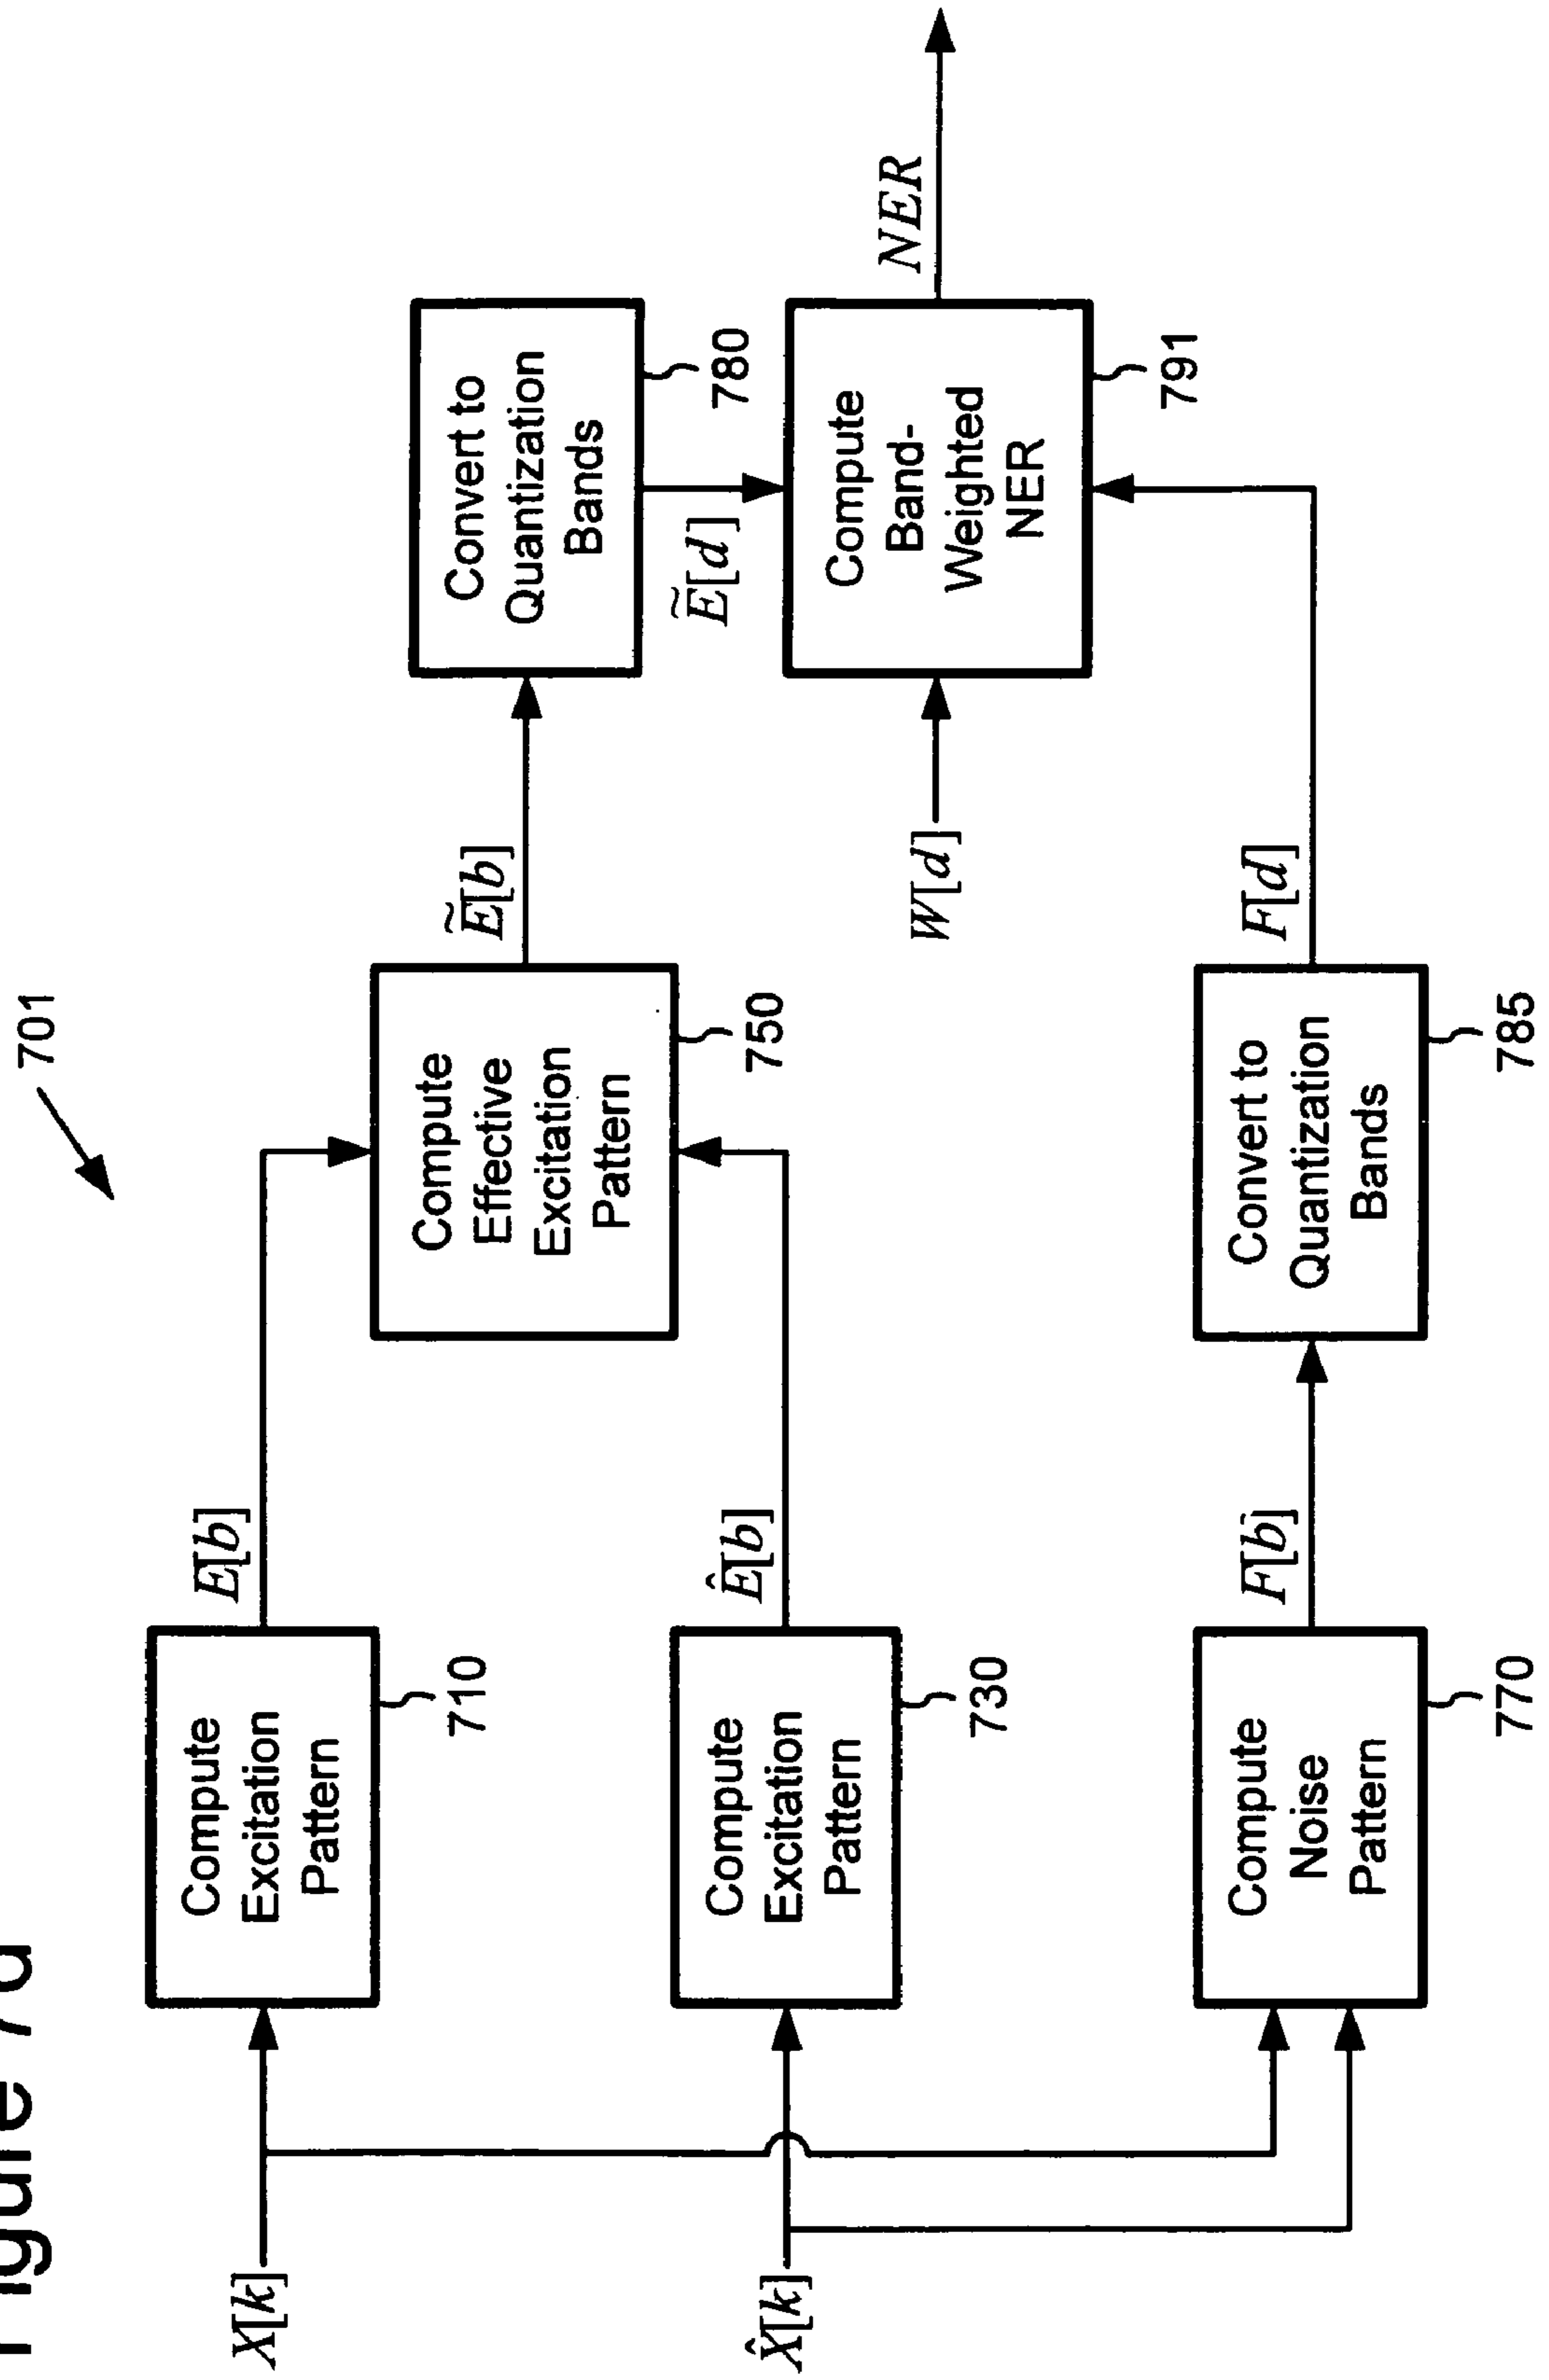 Figure 7d
701
X[k]
Compute
Excitation
Pattern
710
E[b]
Compute
Effective
Excitation
Pattern
750
Ẽ[b]
Convert to
Quantization
Bands
780
Ẽ[d]
X̂[k]
Compute
Excitation
Pattern
730
Ê[b]
W[d]
Compute
Band-
Weighted
NER
791
NER
Compute
Noise
Pattern
770
F[b]
Convert to
Quantization
Bands
785
F[d]